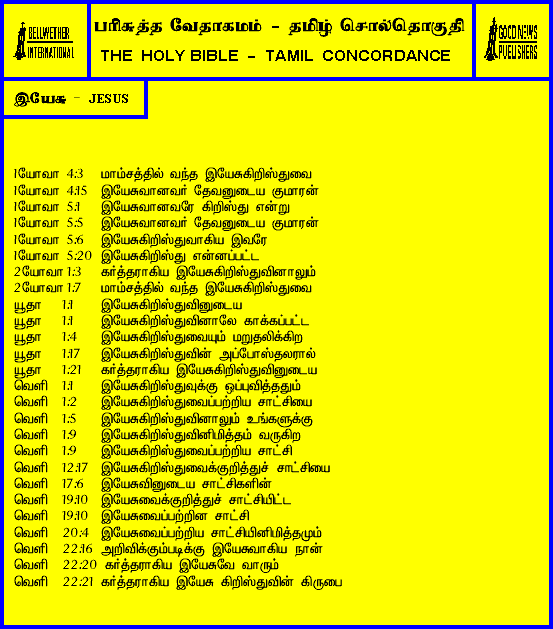 BELLWETHER
INTERNATIONAL
பரிசுத்த வேதாகமம் - தமிழ் சொல்தொகுதி
THE HOLY BIBLE - TAMIL CONCORDANCE
GOOD NEWS
PUBLISHERS
இயேசு - JESUS
1யோவா 4:3 மாம்சத்தில் வந்த இயேசுகிறிஸ்துவை
1யோவா 4:15 இயேசுவானவர் தேவனுடைய குமாரன்
1யோவா 5:1 இயேசுவானவரே கிறிஸ்து என்று
1யோவா 5:5 இயேசுவானவர் தேவனுடைய குமாரன்
1யோவா 5:6 இயேசுகிறிஸ்துவாகிய இவரே
1யோவா 5:20 இயேசுகிறிஸ்து என்னப்பட்ட
2யோவா 1:3 கர்த்தராகிய இயேசுகிறிஸ்துவினாலும்
2யோவா 1:7 மாம்சத்தில் வந்த இயேசுகிறிஸ்துவை
யூதா 1:1 இயேசுகிறிஸ்துவினுடைய
யூதா 1:1 இயேசுகிறிஸ்துவினாலே காக்கப்பட்ட
யூதா 1:4 இயேசுகிறிஸ்துவையும் மறுதலிக்கிற
யூதா 1:17 இயேசுகிறிஸ்துவின் அப்போஸ்தலரால்
யூதா 1:21 கர்த்தராகிய இயேசுகிறிஸ்துவினுடைய
வெளி 1:1 இயேசுகிறிஸ்துவுக்கு ஒப்புவித்ததும்
வெளி 1:2 இயேசுகிறிஸ்துவைப்பற்றிய சாட்சியை
வெளி 1:5 இயேசுகிறிஸ்துவினாலும் உங்களுக்கு
வெளி 1:9 இயேசுகிறிஸ்துவினிமித்தம் வருகிற
வெளி 1:9 இயேசுகிறிஸ்துவைப்பற்றிய சாட்சி
வெளி 12:17 இயேசுகிறிஸ்துவைக்குறித்துச் சாட்சியை
வெளி 17:6 இயேசுவினுடைய சாட்சிகளின்
வெளி 19:10 இயேசுவைக்குறித்துச் சாட்சியிட்ட
வெளி 19:10 இயேசுவைப்பற்றின சாட்சி
வெளி 20:4 இயேசுவைப்பற்றிய சாட்சியினிமித்தமும்
வெளி 22:16 அறிவிக்கும்படிக்கு இயேசுவாகிய நான்
வெளி 22:20 கர்த்தராகிய இயேசுவே வாரும்
வெளி 22:21 கர்த்தராகிய இயேசு கிறிஸ்துவின் கிருபை